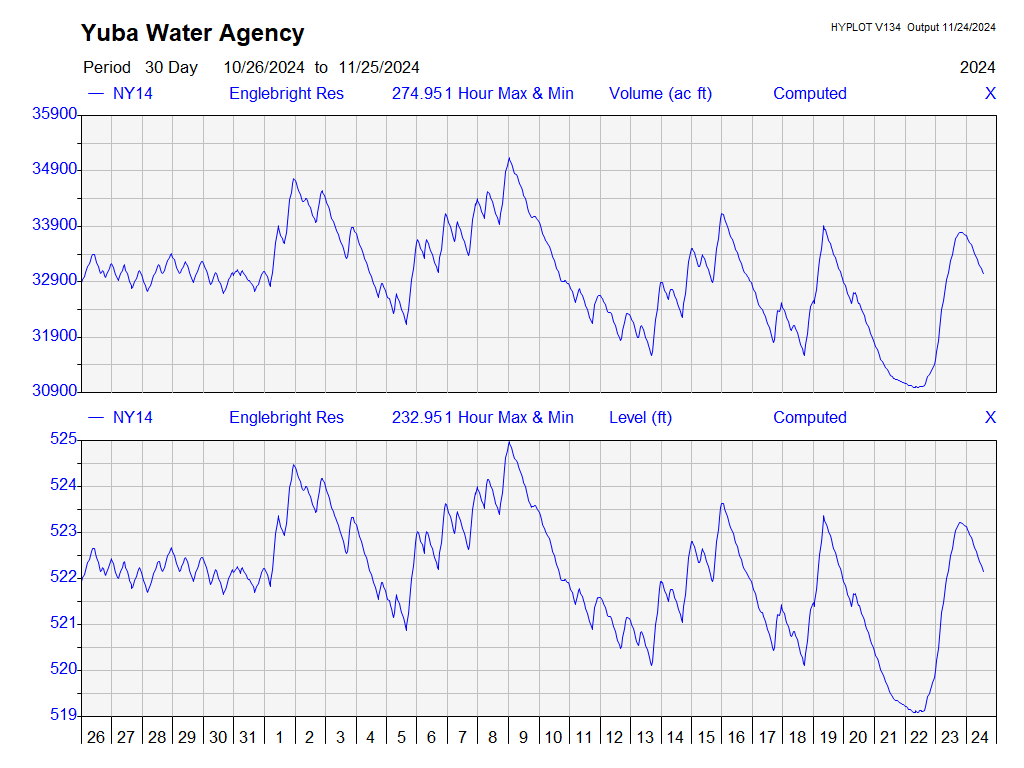 Yuba Water Agency
HYPLOT V134 Output 11/24/2024
Period 30 Day 10/26/2024 to 11/25/2024
2024
NY14 Englebright Res 274.951 Hour Max & Min Volume (ac ft) Computed X
35900
34900
33900
32900
31900
30900
NY14 Englebright Res 232.951 Hour Max & Min Level (ft) Computed X
525
524
523
522
521
520
519
26 27 28 29 30 31 1 2 3 4 5 6 7 8 9 10 11 12 13 14 15 16 17 18 19 20 21 22 23 24